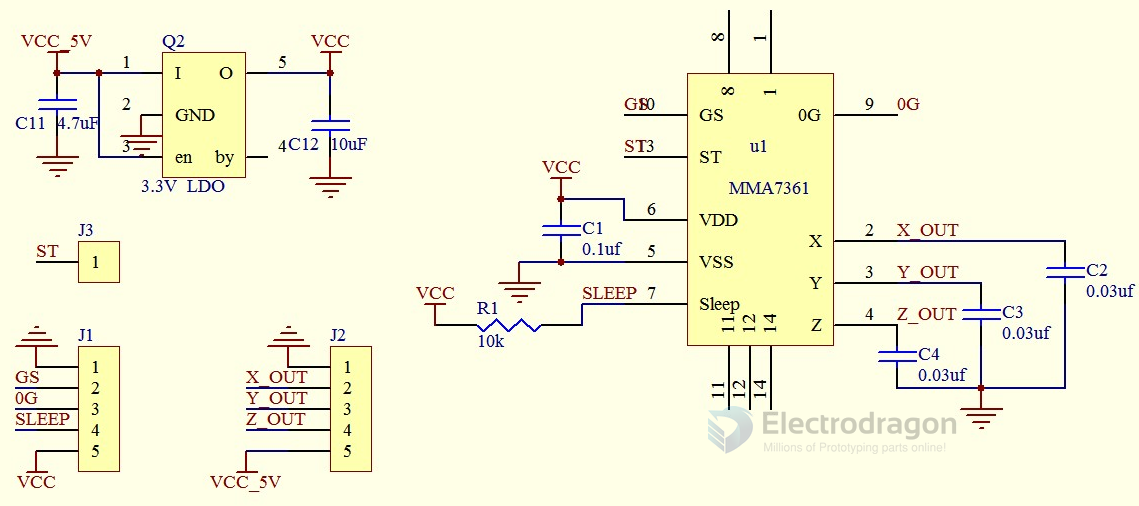 VCC_5V
Q2
VCC
1
I
O
5
2
GND
C11 4.7uF
3
en
by
4
C12 10uF
3.3V LDO
J3
ST
1
J1
1
GS
2
0G
3
SLEEP
4
5
VCC
J2
1
X_OUT
2
Y_OUT
3
Z_OUT
4
5
VCC_5V
8
1
8
1
GS
10
GS
0G
9
0G
ST
13
ST
u1
MMA7361
VCC
6
VDD
C1
0.1uf
5
VSS
VCC
R1
10k
SLEEP
7
Sleep
X
2
X_OUT
Y
3
Y_OUT
Z
4
Z_OUT
C2
0.03uf
C3
0.03uf
C4
0.03uf
11
12
14
11
12
14
Electrodragon
Millions of Prototyping parts online!